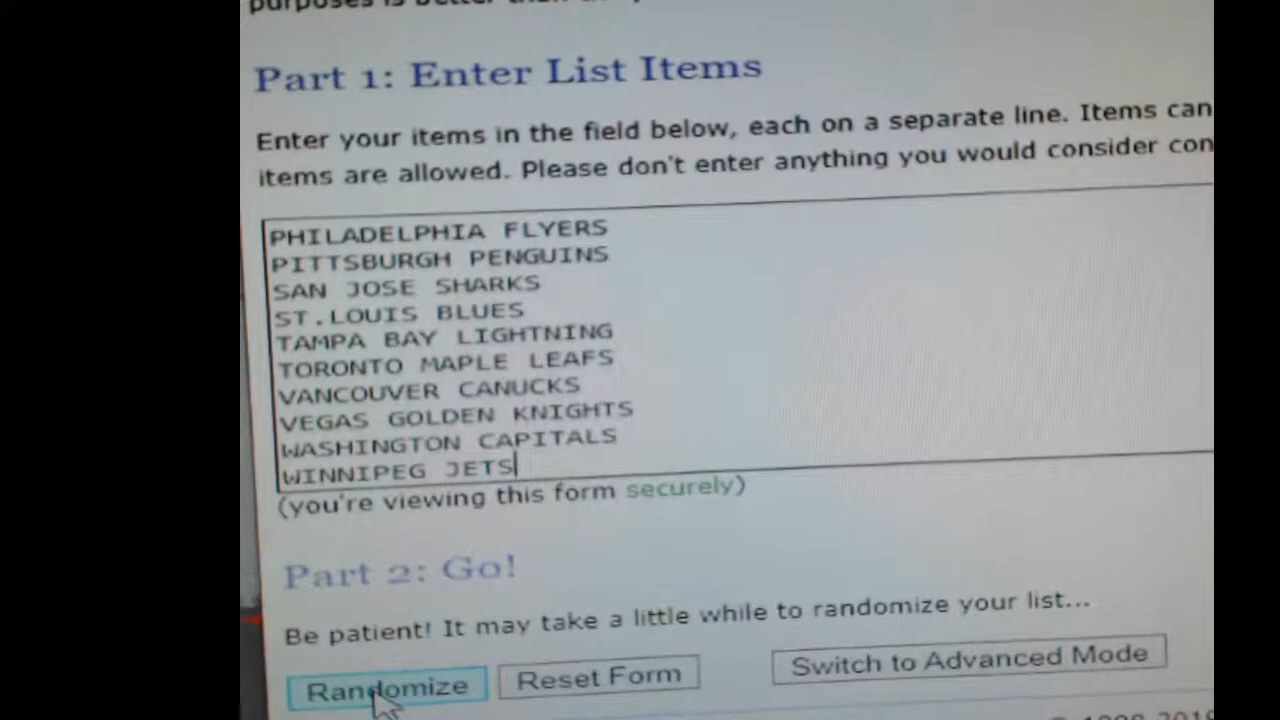 purposes is better than
Part 1: Enter List Items
Enter your items in the field below, each on a separate line. Items can
items are allowed. Please don't enter anything you would consider con
PHILADELPHIA FLYERS
PITTSBURGH PENGUINS
SAN JOSE SHARKS
ST.LOUIS BLUES
TAMPA BAY LIGHTNING
TORONTO MAPLE LEAFS
VANCOUVER CANUCKS
VEGAS GOLDEN KNIGHTS
WASHINGTON CAPITALS
WINNIPEG JETS
(you're viewing this form securely)
Part 2: Go!
Be patient! It may take a little while to randomize your list...
Randomize Reset Form Switch to Advanced Mode